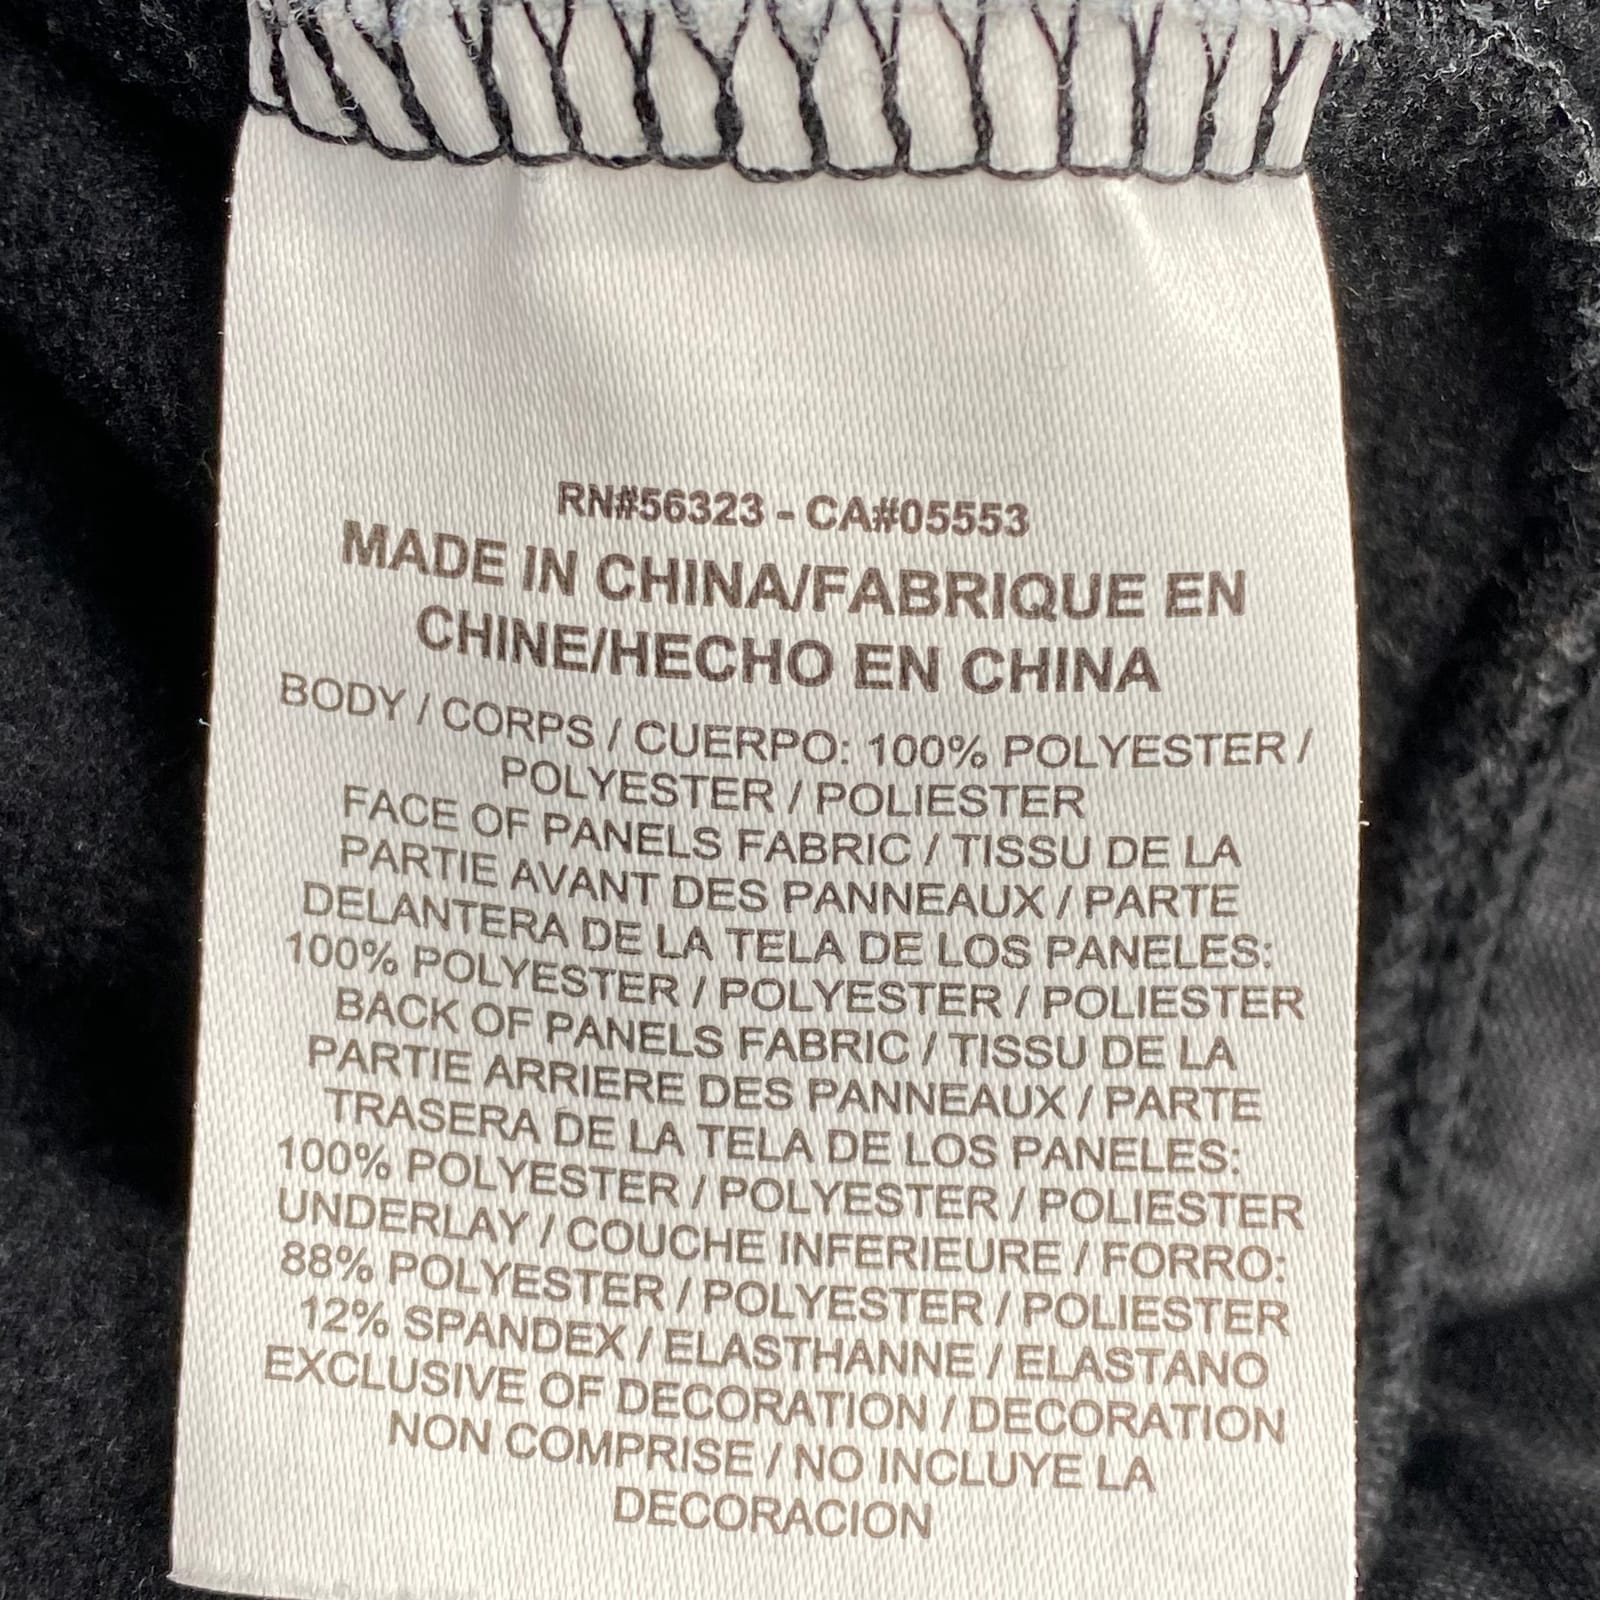 RN#56323 - CA#05553
MADE IN CHINA/FABRIQUE EN
CHINE/HECHO EN CHINA
BODY / CORPS / CUERPO: 100% POLYESTER /
POLYESTER / POLIESTER
FACE OF PANELS FABRIC / TISSU DE LA
PARTIE AVANT DES PANNEAUX / PARTE
DELANTERA DE LA TELA DE LOS PANELES:
100% POLYESTER / POLYESTER / POLIESTER
BACK OF PANELS FABRIC / TISSU DE LA
PARTIE ARRIERE DES PANNEAUX / PARTE
TRASERA DE LA TELA DE LOS PANELES:
100% POLYESTER / POLYESTER / POLIESTER
UNDERLAY / COUCHE INFERIEURE / FORRO:
88% POLYESTER / POLYESTER / POLIESTER
12% SPANDEX / ELASTHANNE / ELASTANO
EXCLUSIVE OF DECORATION / DECORATION
NON COMPRISE / NO INCLUYE LA
DECORACION